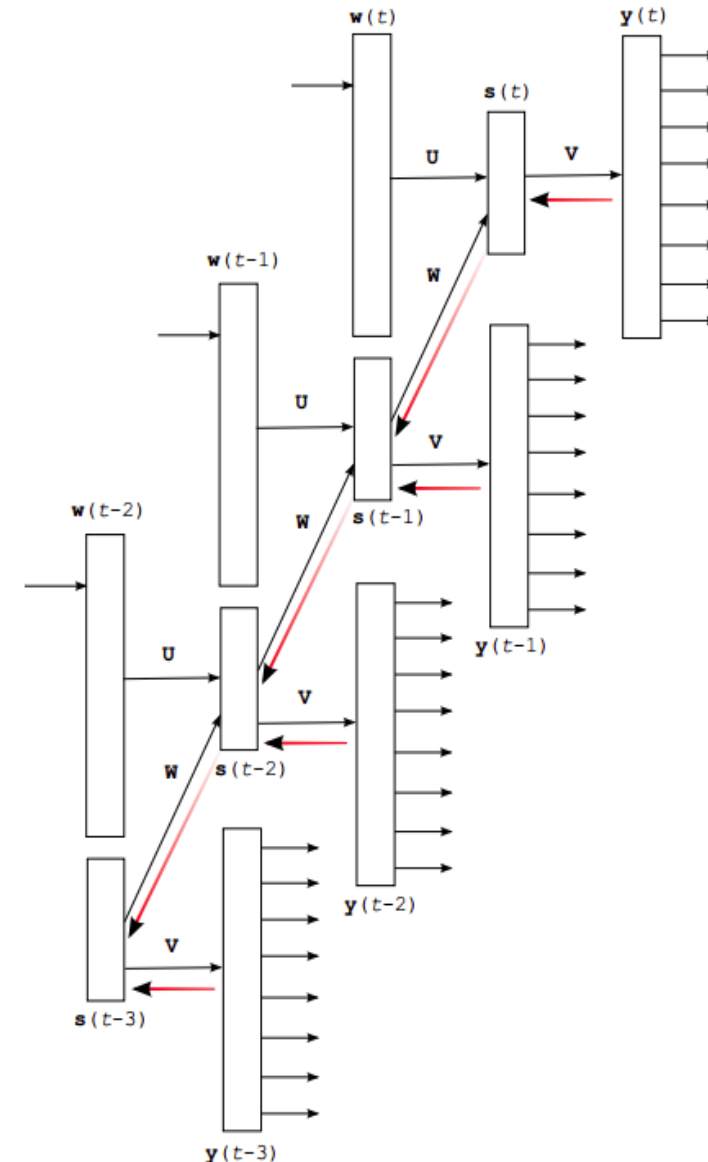 w(t)
y(t)
s(t)
U
V
w(t-1)
W
U
V
s(t-1)
w(t-2)
W
y(t-1)
U
V
s(t-2)
W
y(t-2)
V
s(t-3)
y(t-3)